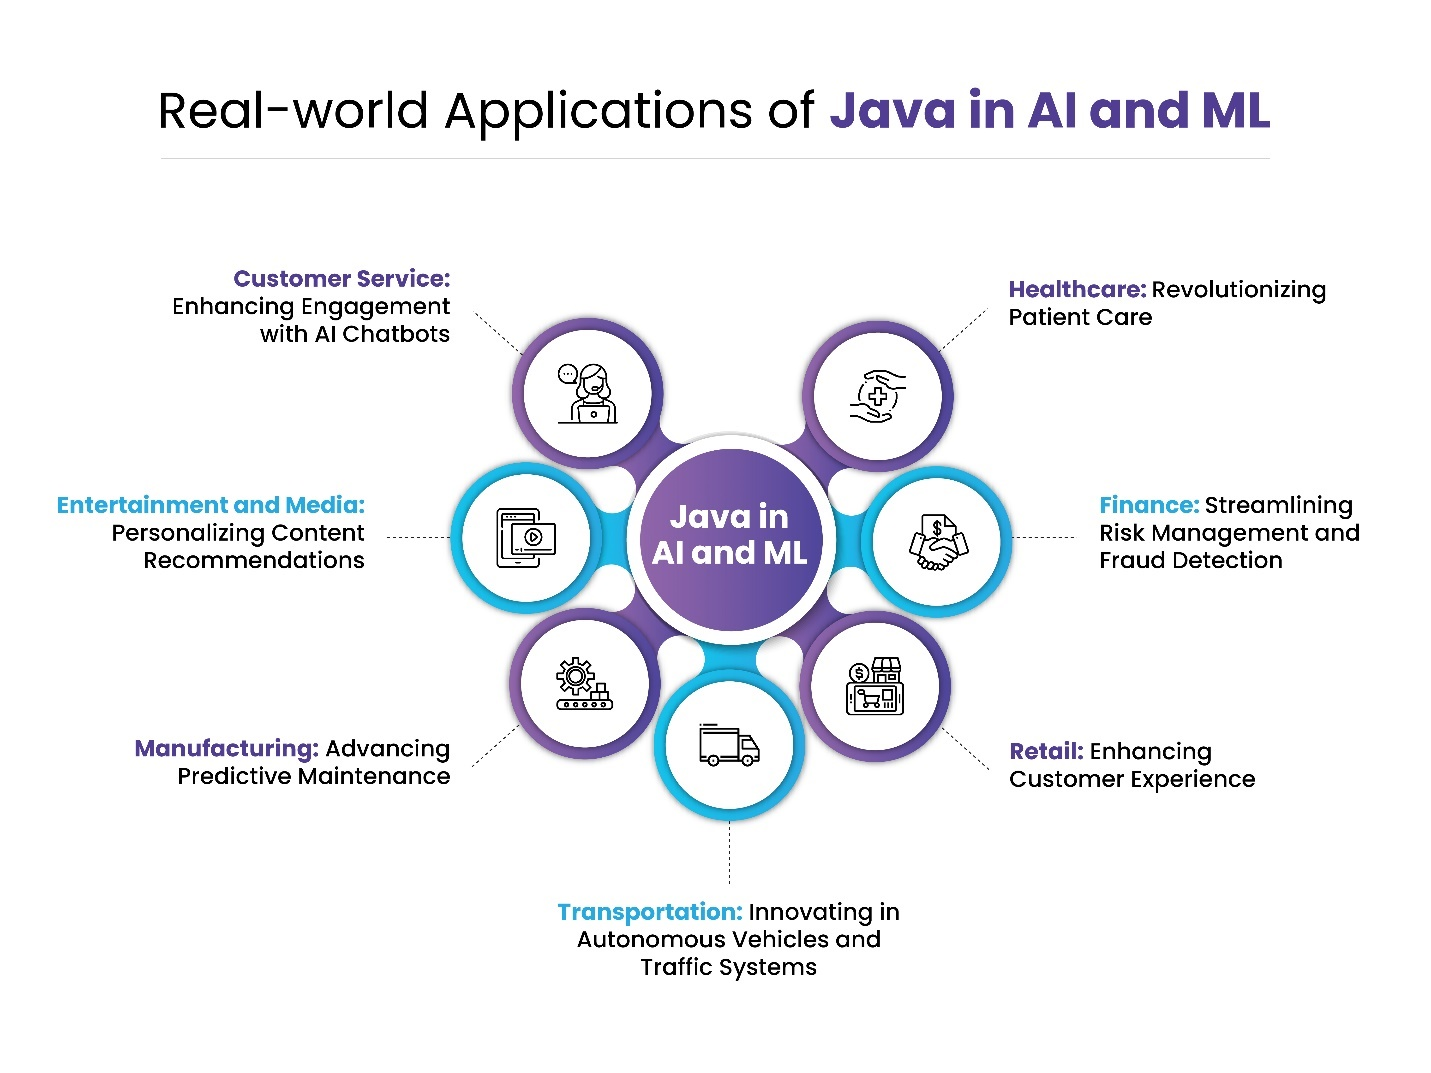 Real-world Applications of Java in AI and ML
Customer Service:
Enhancing Engagement
with AI Chatbots
Healthcare: Revolutionizing
Patient Care
Entertainment and Media:
Personalizing Content
Recommendations
Java in
AI and ML
Finance: Streamlining
Risk Management and
Fraud Detection
Manufacturing: Advancing
Predictive Maintenance
Retail: Enhancing
Customer Experience
Transportation: Innovating in
Autonomous Vehicles and
Traffic Systems